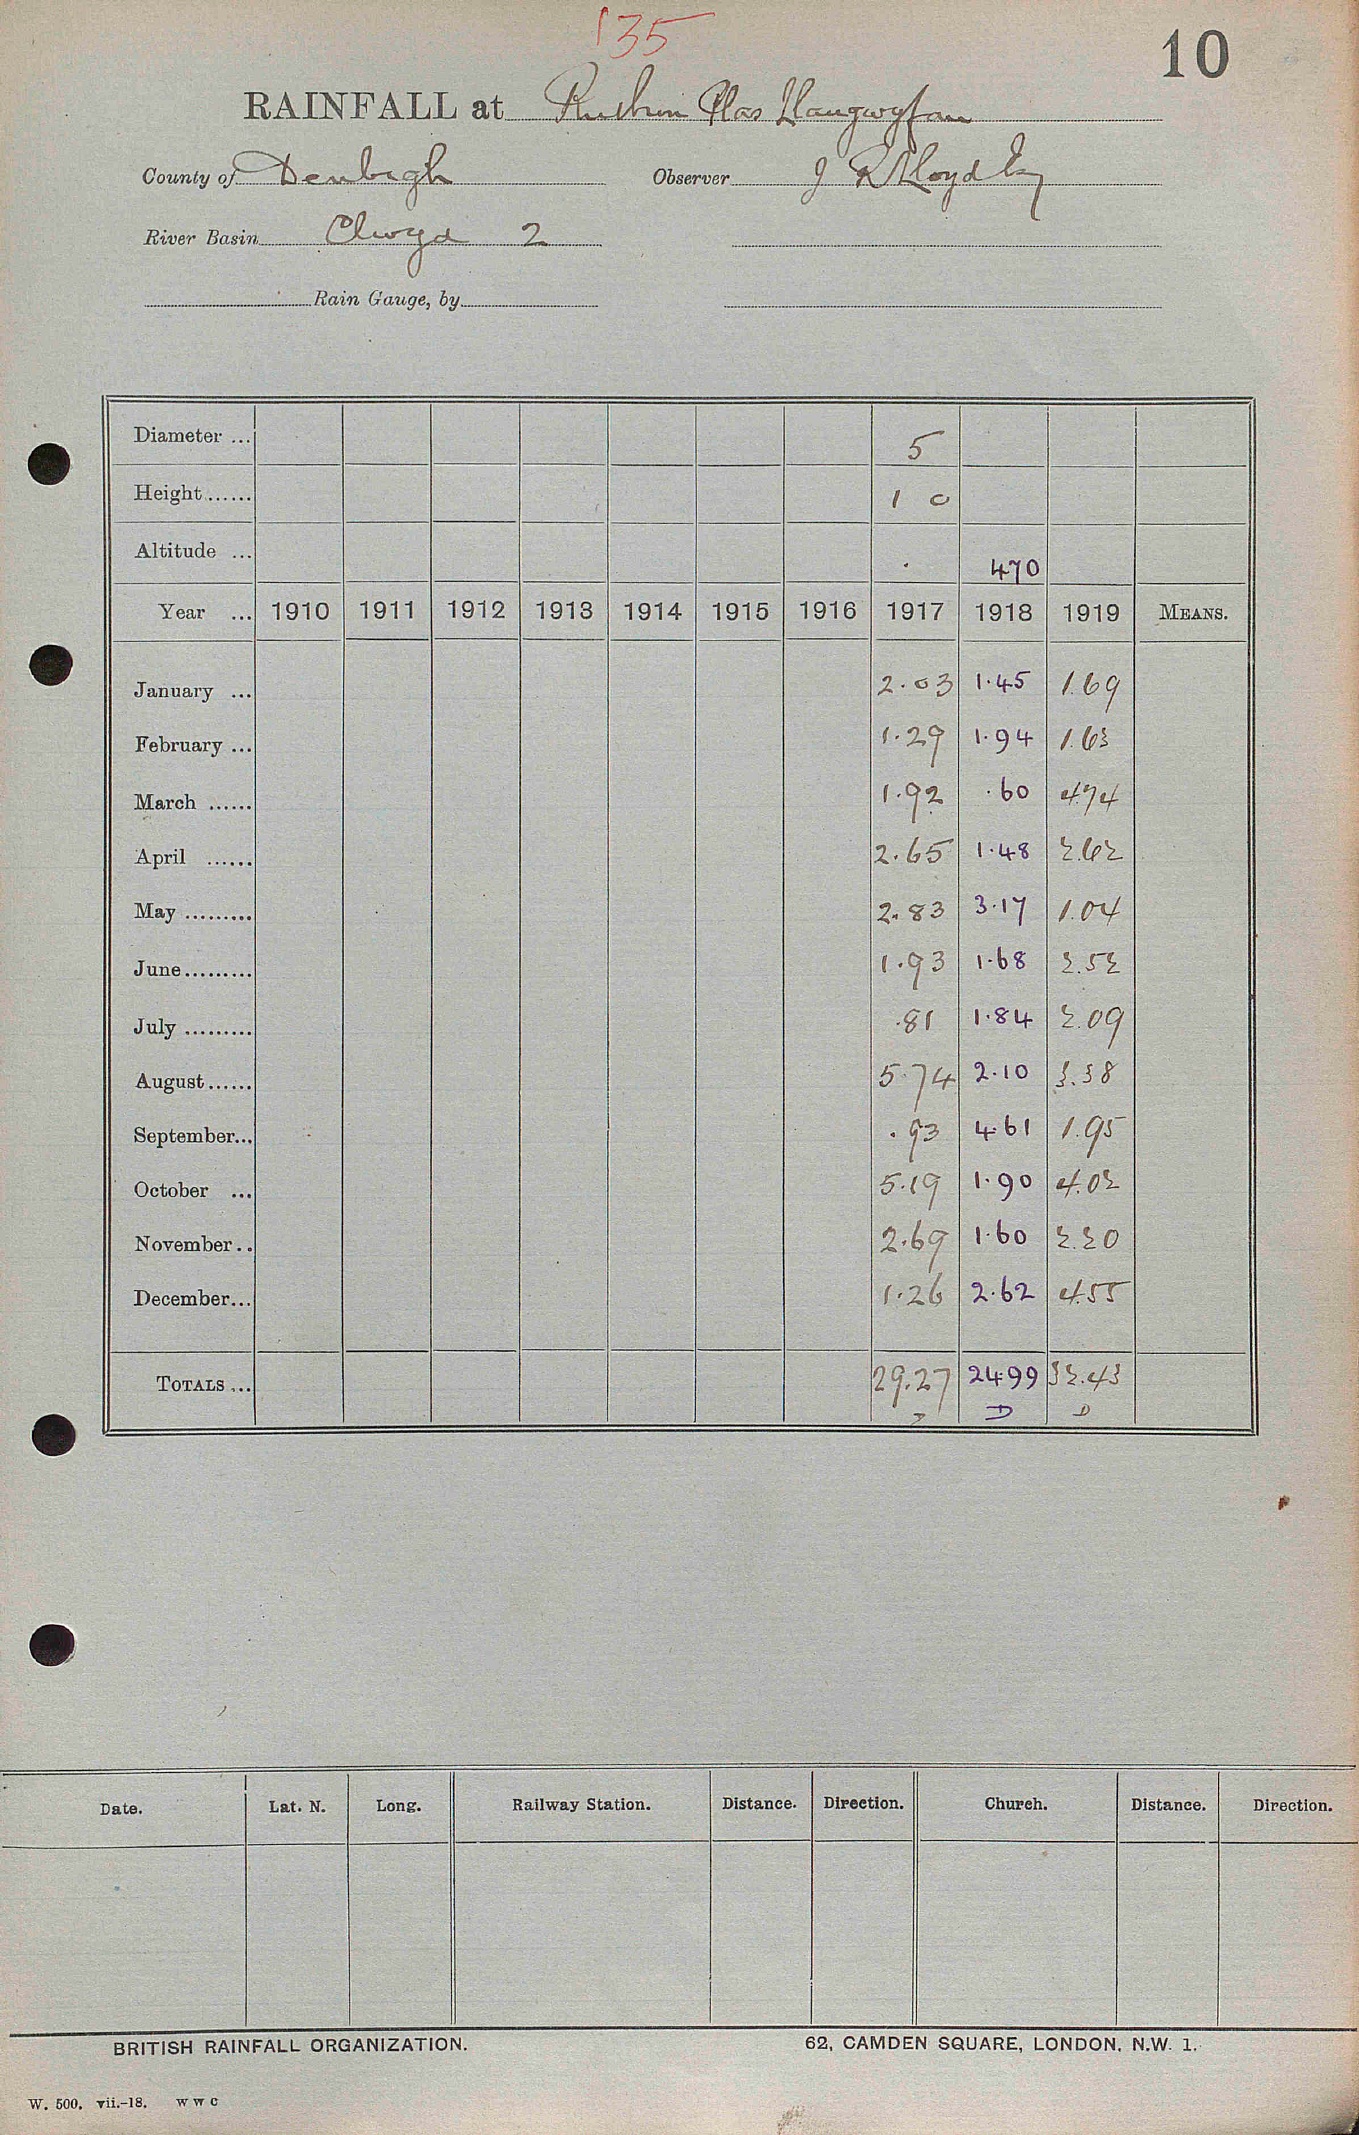 135
10
RAINFALL at Ruthin Plas Llangwyfan
County of Denbigh Observer J R Lloyd Esq
River Basin Clwyd 2
Rain Gauge, by
Diameter ... 5
Height ...... 1 0
Altitude ... 470
Year ... 1910 1911 1912 1913 1914 1915 1916 1917 1918 1919 MEANS.
January ... 2.03 1.45 1.69
February ... 1.29 1.94 1.63
March ...... 1.92 .60 4.74
April ...... 2.65 1.48 2.62
May ......... 2.83 3.17 1.04
June ......... 1.93 1.68 2.52
July ......... .81 1.84 2.09
August ...... 5.74 2.10 3.38
September... .93 4.61 1.95
October ... 5.19 1.90 4.02
November.. 2.69 1.60 2.20
December... 1.26 2.62 4.55
TOTALS ... 29.27 24.99 32.43
D D
Date. Lat. N. Long. Railway Station. Distance. Direction. Church. Distance. Direction.
BRITISH RAINFALL ORGANIZATION. 62, CAMDEN SQUARE, LONDON, N.W. 1.
W. 500. vii.-18. W W C